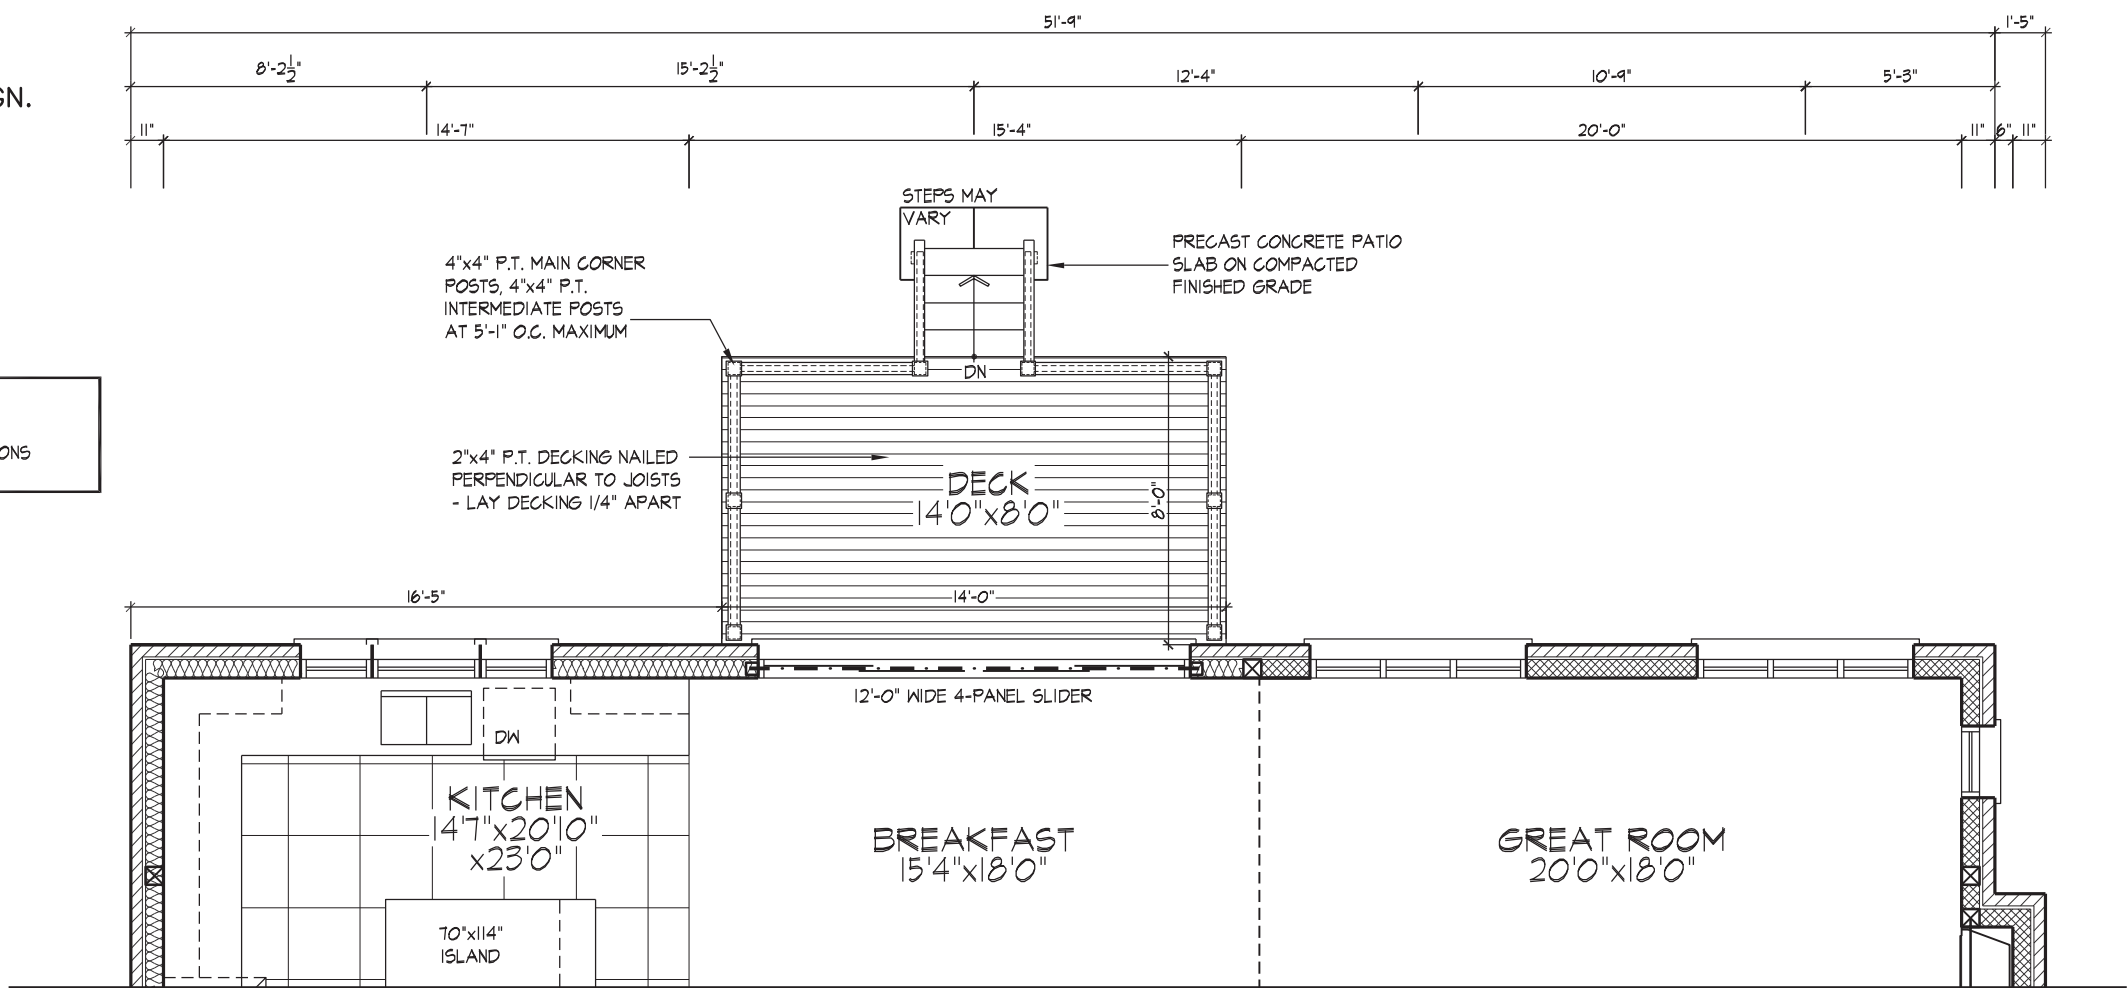 51'-9"
1'-5"
8'-2 1/2"
15'-2 1/2"
12'-4"
10'-9"
5'-3"
GN.
11"
14'-7"
15'-4"
20'-0"
11"
6"
11"
STEPS MAY
VARY
PRECAST CONCRETE PATIO
SLAB ON COMPACTED
FINISHED GRADE
4"x4" P.T. MAIN CORNER
POSTS, 4"x4" P.T.
INTERMEDIATE POSTS
AT 5'-1" O.C. MAXIMUM
DN
ONS
2"x4" P.T. DECKING NAILED
PERPENDICULAR TO JOISTS
- LAY DECKING 1/4" APART
DECK
14'0"x8'0"
8'-0"
16'-5"
14'-0"
12'-0" WIDE 4-PANEL SLIDER
DW
KITCHEN
14'7"x20'10"
x23'0"
BREAKFAST
15'4"x18'0"
GREAT ROOM
20'0"x18'0"
70"x114"
ISLAND